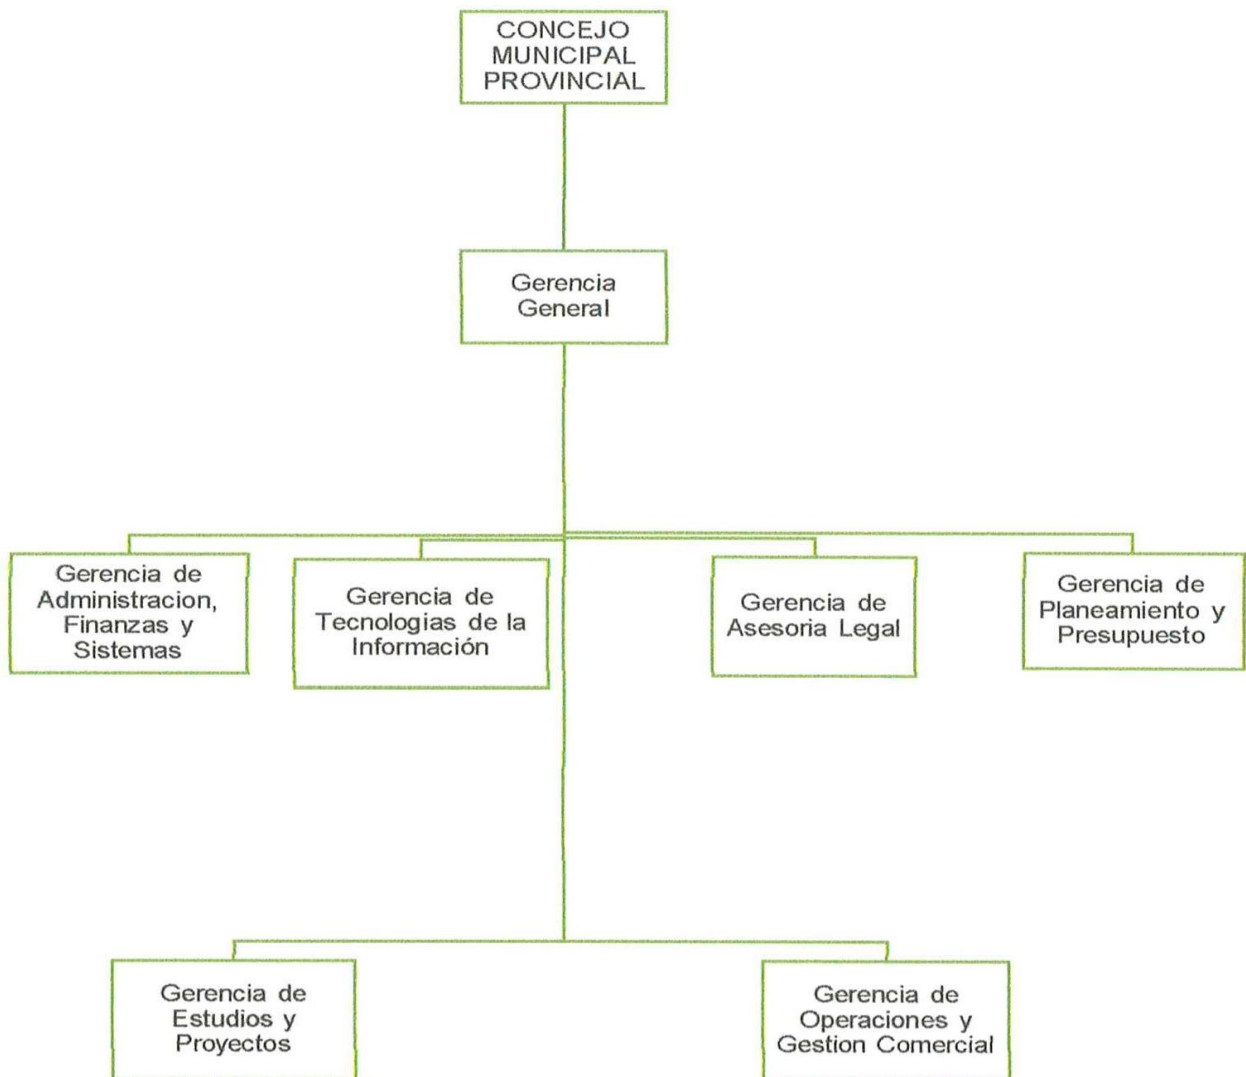 CONCEJO
MUNICIPAL
PROVINCIAL
Gerencia
General
Gerencia de
Administracion,
Finanzas y
Sistemas
Gerencia de
Tecnologias de la
Información
Gerencia de
Asesoria Legal
Gerencia de
Planeamiento y
Presupuesto
Gerencia de
Estudios y
Proyectos
Gerencia de
Operaciones y
Gestion Comercial